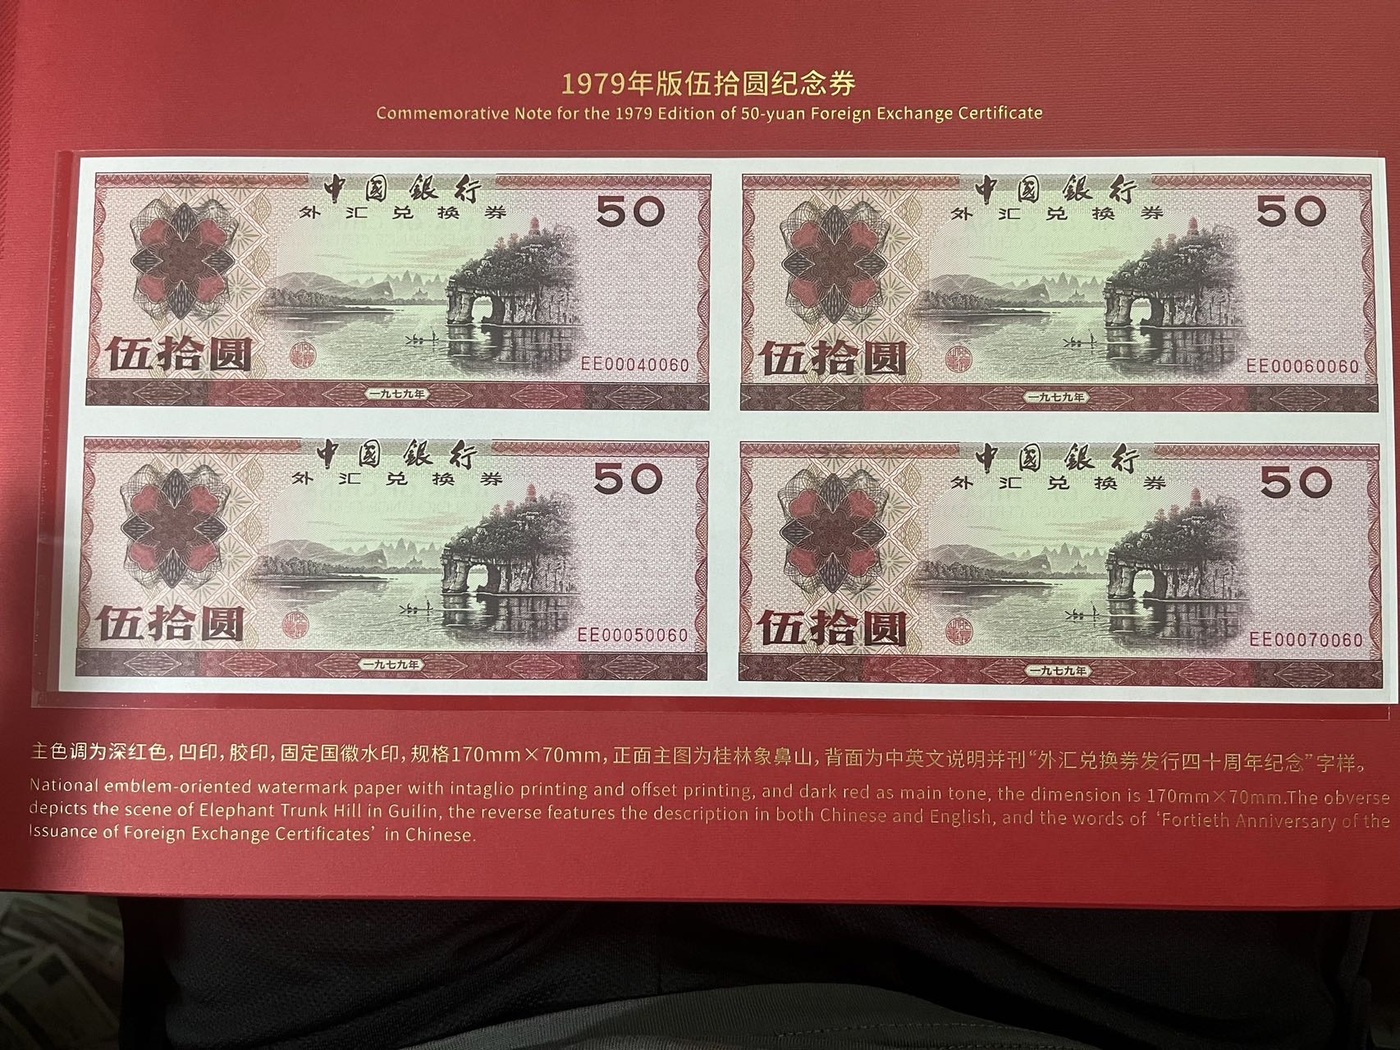 1979年版伍拾圆纪念券
Commemorative Note for the 1979 Edition of 50-yuan Foreign Exchange Certificate
中国銀行
外汇兑换券
50
伍拾圆
EE00040060
一九七九年
中国銀行
外汇兑换券
50
伍拾圆
EE00060060
一九七九年
中国銀行
外汇兑换券
50
伍拾圆
EE00050060
一九七九年
中国銀行
外汇兑换券
50
伍拾圆
EE00070060
一九七九年
主色调为深红色，凹印，胶印，固定国徽水印，规格170mm×70mm，正面主图为桂林象鼻山，背面为中英文说明并刊“外汇兑换券发行四十周年纪念”字样。
National emblem-oriented watermark paper with intaglio printing and offset printing, and dark red as main tone, the dimension is 170mm×70mm.The obverse
depicts the scene of Elephant Trunk Hill in Guilin, the reverse features the description in both Chinese and English, and the words of ‘Fortieth Anniversary of the
Issuance of Foreign Exchange Certificates’ in Chinese.